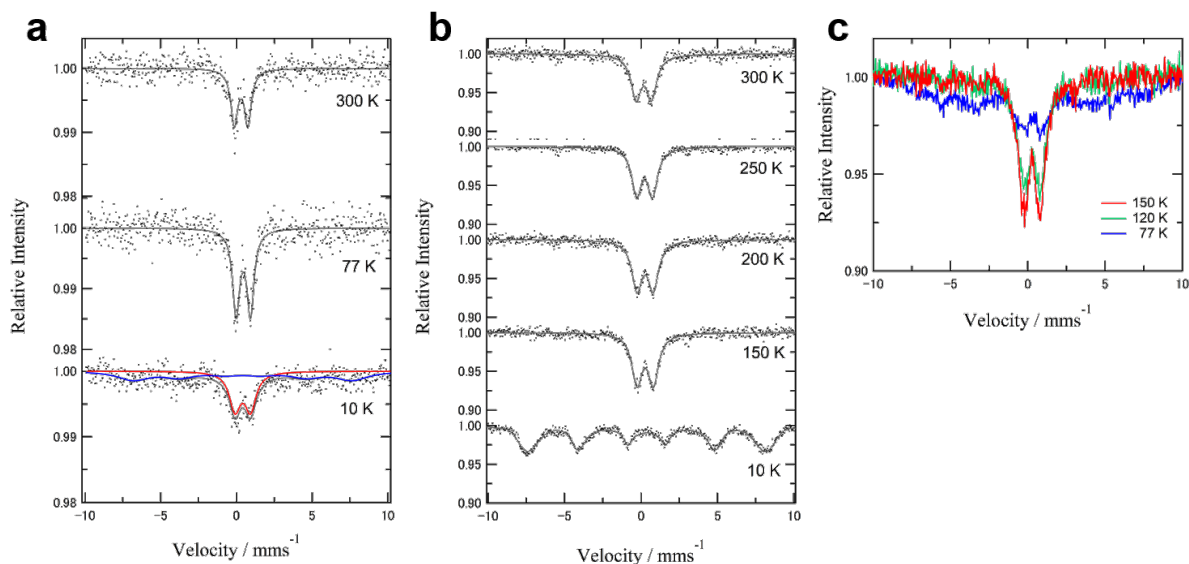 a
1.00
0.99
0.98
300 K
1.00
0.99
0.98
77 K
1.00
0.99
0.98
10 K
-10 -5 0 5 10
Relative Intensity
Velocity / mms⁻¹
b
1.00
0.95
0.90
300 K
1.00
0.95
0.90
250 K
1.00
0.95
0.90
200 K
1.00
0.95
0.90
150 K
1.00
0.95
0.90
10 K
-10 -5 0 5 10
Relative Intensity
Velocity / mms⁻¹
c
1.00
0.95
0.90
150 K
120 K
77 K
-10 -5 0 5 10
Relative Intensity
Velocity / mms⁻¹